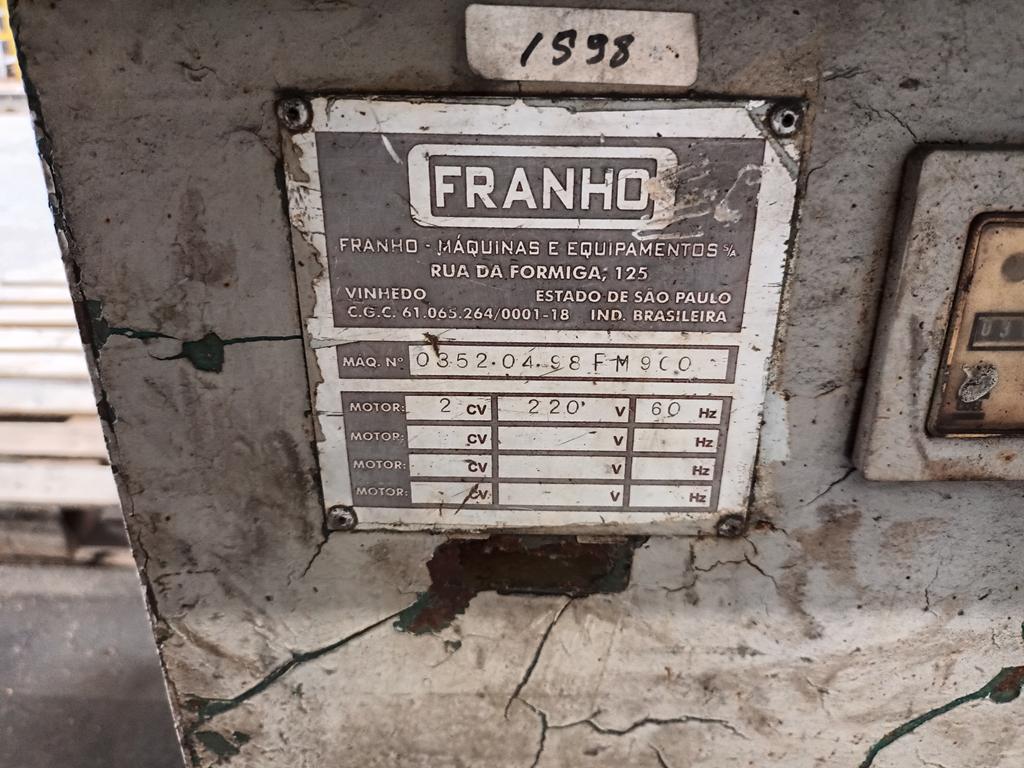 1598
FRANHO
FRANHO - MÁQUINAS E EQUIPAMENTOS S/A
RUA DA FORMIGA, 125
VINHEDO ESTADO DE SÃO PAULO
C.G.C. 61.065.264/0001-18 IND. BRASILEIRA
MÁQ. Nº 0352.04.98 FM900
MOTOR: 2 CV 220 V 60 Hz
MOTOR: CV V Hz
MOTOR: CV V Hz
MOTOR: CV V Hz